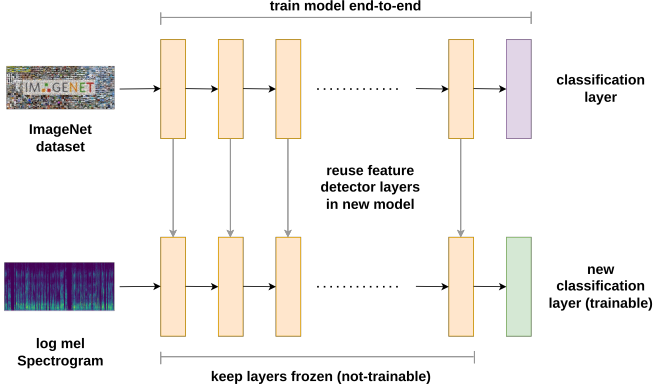 train model end-to-end
IMAGENET
ImageNet
dataset
classification
layer
reuse feature
detector layers
in new model
log mel
Spectrogram
new
classification
layer (trainable)
keep layers frozen (not-trainable)